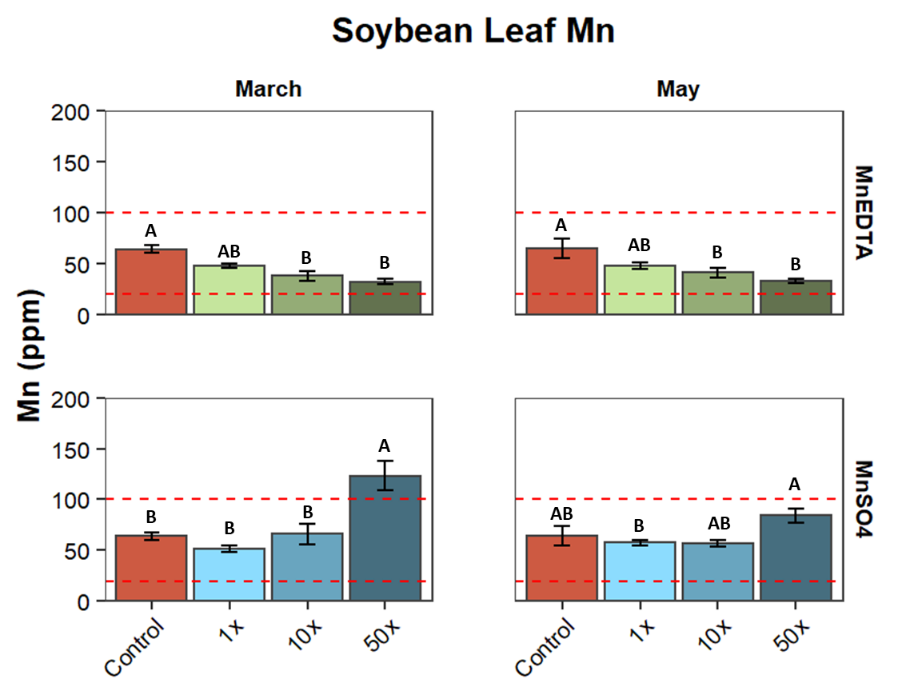 Soybean Leaf Mn
March
May
200
150
100
50
0
A
AB
B
B
A
AB
B
B
MnEDTA
Mn (ppm)
200
150
100
50
0
B
B
B
A
AB
B
AB
A
MnSO4
Control
1x
10x
50x
Control
1x
10x
50x